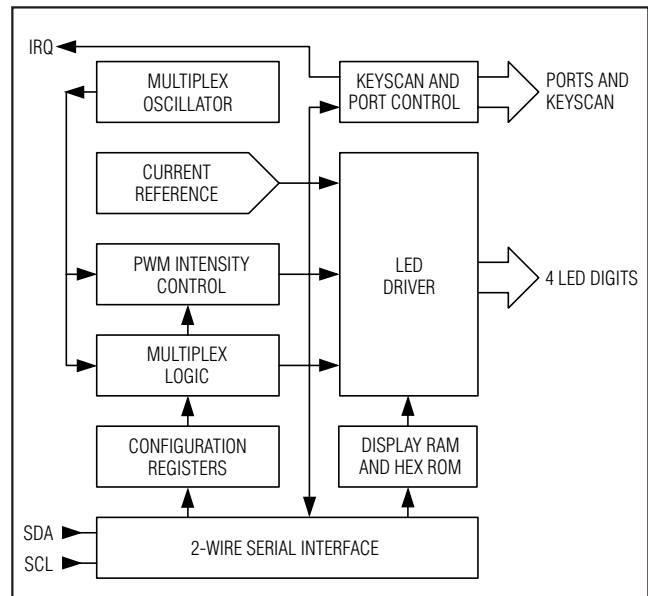 IRQ
MULTIPLEX
OSCILLATOR
KEYSCAN AND
PORT CONTROL
PORTS AND
KEYSCAN
CURRENT
REFERENCE
PWM INTENSITY
CONTROL
LED
DRIVER
4 LED DIGITS
MULTIPLEX
LOGIC
CONFIGURATION
REGISTERS
DISPLAY RAM
AND HEX ROM
SDA
SCL
2-WIRE SERIAL INTERFACE